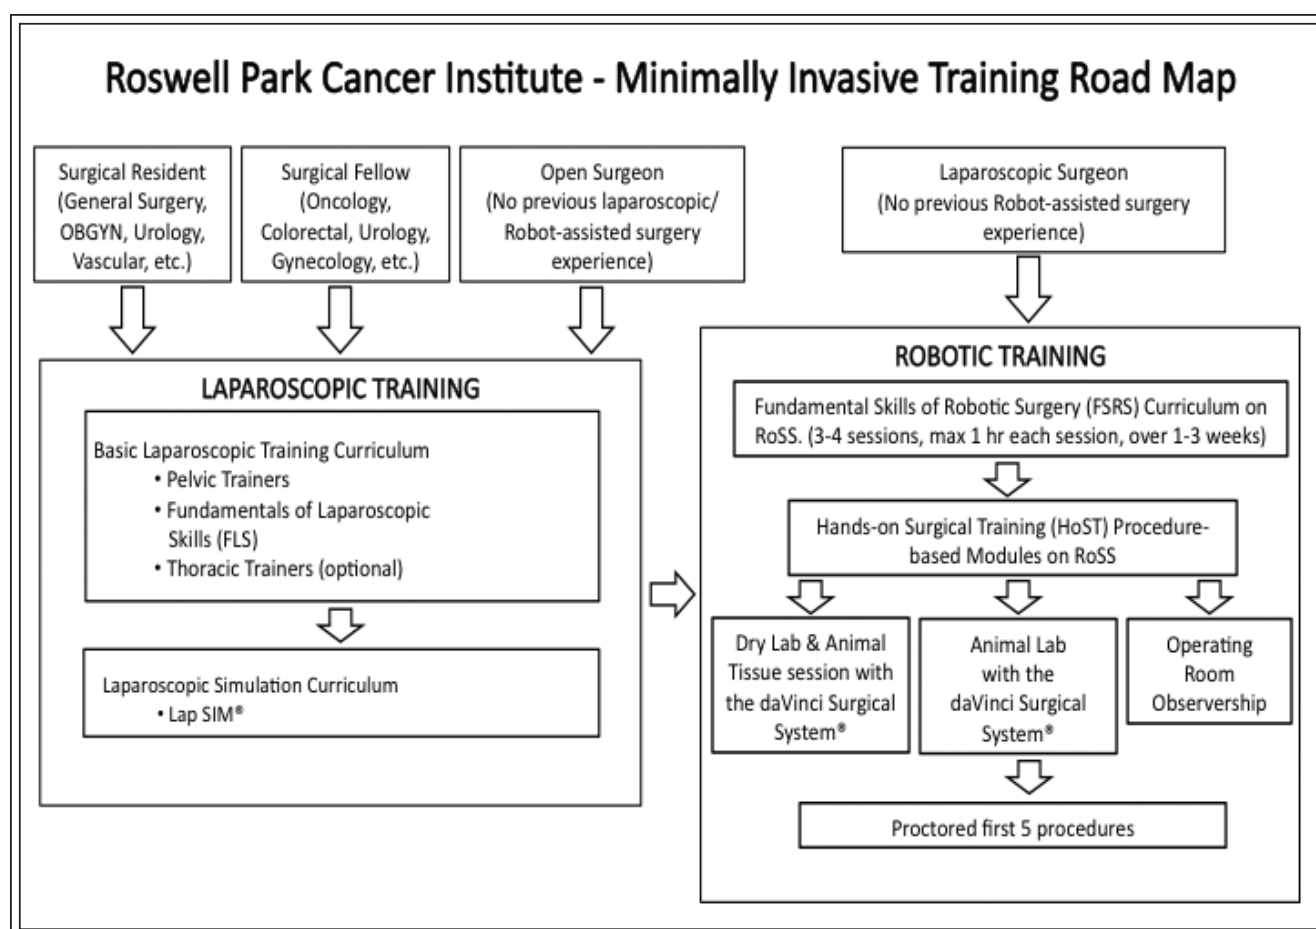 Roswell Park Cancer Institute - Minimally Invasive Training Road Map
Surgical Resident
(General Surgery,
OBGYN, Urology,
Vascular, etc.)
Surgical Fellow
(Oncology,
Colorectal, Urology,
Gynecology, etc.)
Open Surgeon
(No previous laparoscopic/
Robot-assisted surgery
experience)
Laparoscopic Surgeon
(No previous Robot-assisted surgery
experience)
LAPAROSCOPIC TRAINING
Basic Laparoscopic Training Curriculum
• Pelvic Trainers
• Fundamentals of Laparoscopic
Skills (FLS)
• Thoracic Trainers (optional)
Laparoscopic Simulation Curriculum
• Lap SIM®
ROBOTIC TRAINING
Fundamental Skills of Robotic Surgery (FSRS) Curriculum on
RoSS. (3-4 sessions, max 1 hr each session, over 1-3 weeks)
Hands-on Surgical Training (HoST) Procedure-
based Modules on RoSS
Dry Lab & Animal
Tissue session with
the daVinci Surgical
System®
Animal Lab
with the
daVinci Surgical
System®
Operating
Room
Observership
Proctored first 5 procedures